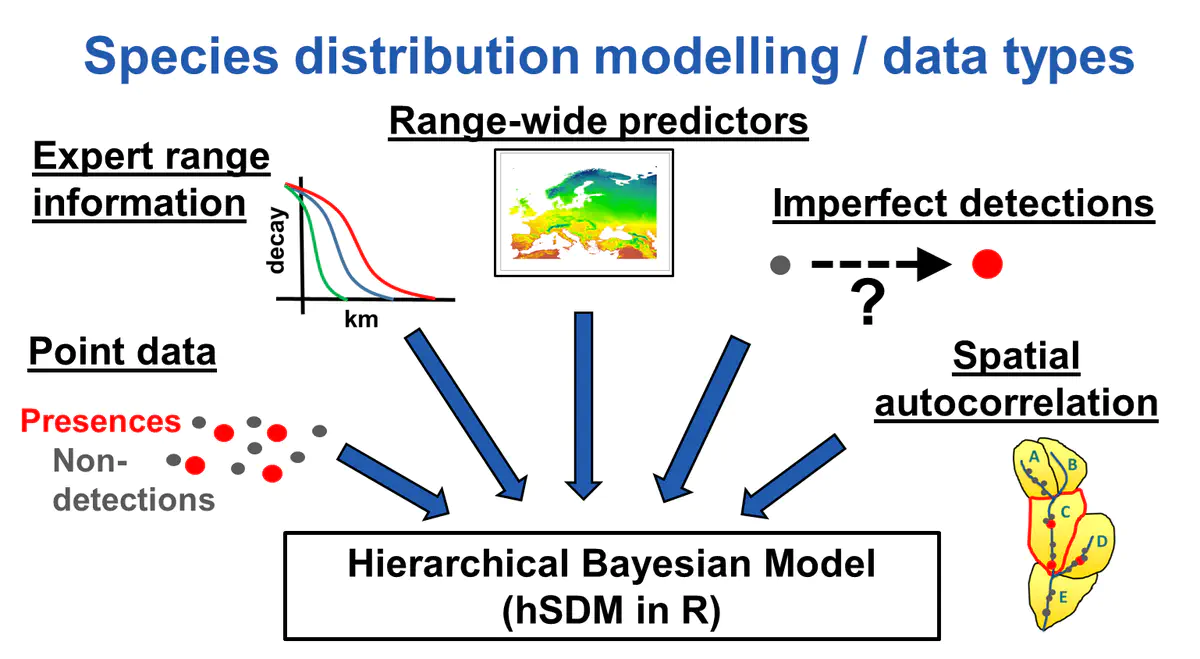 Species distribution modelling / data types
Range-wide predictors
Expert range
information
decay
km
Imperfect detections
?
Point data
Presences
Non-
detections
Spatial
autocorrelation
A
B
C
D
E
Hierarchical Bayesian Model
(hSDM in R)